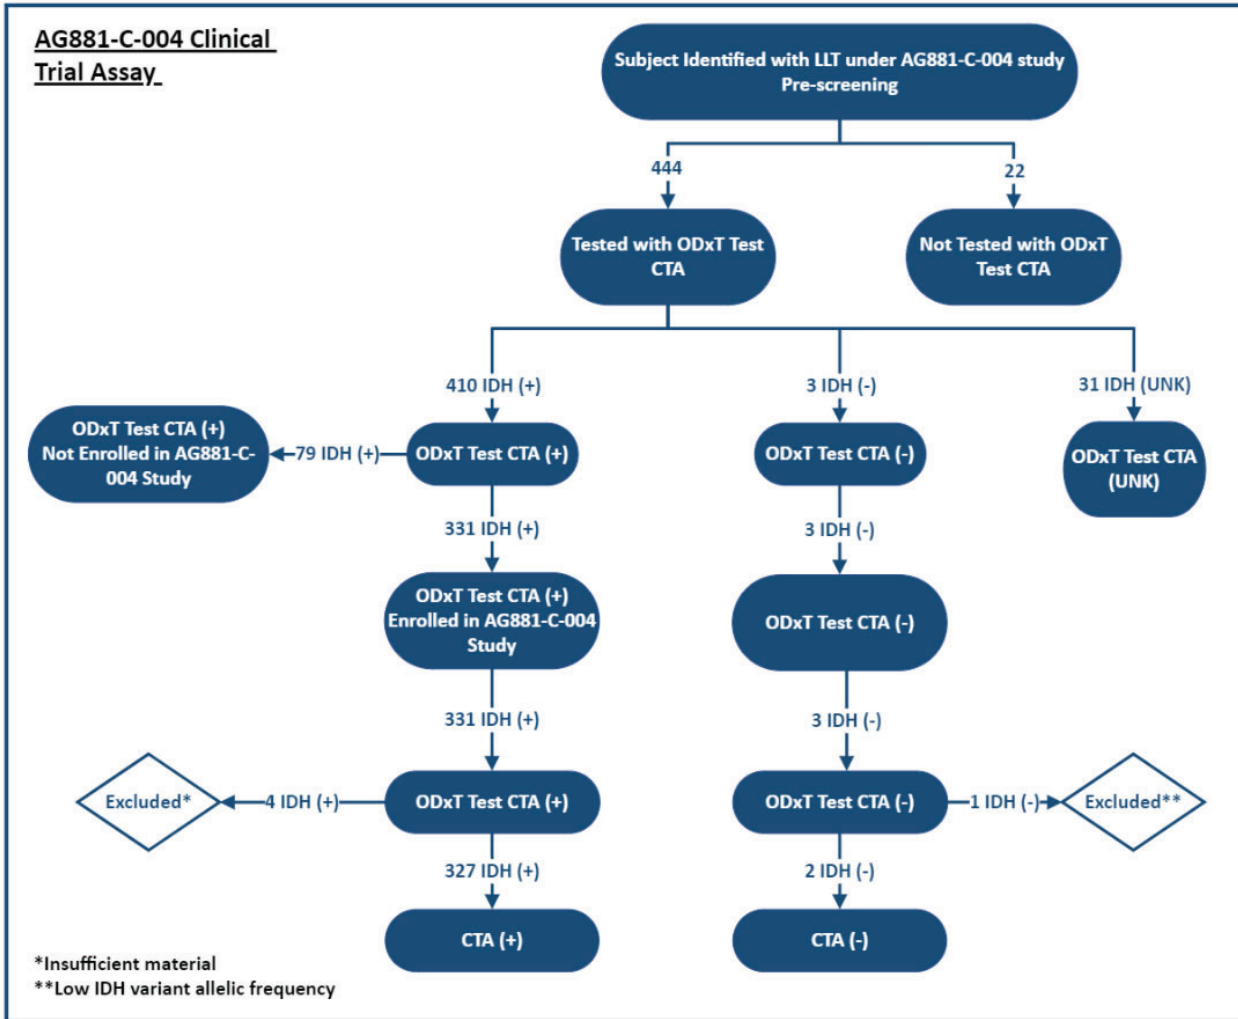 AG881-C-004 Clinical
Trial Assay
Subject Identified with LLT under AG881-C-004 study
Pre-screening
444
22
Tested with ODxT Test
CTA
Not Tested with ODxT
Test CTA
410 IDH (+)
3 IDH (-)
31 IDH (UNK)
ODxT Test CTA (+)
Not Enrolled in AG881-C-
004 Study
79 IDH (+)
ODxT Test CTA (+)
ODxT Test CTA (-)
ODxT Test CTA
(UNK)
331 IDH (+)
3 IDH (-)
ODxT Test CTA (+)
Enrolled in AG881-C-004
Study
ODxT Test CTA (-)
331 IDH (+)
3 IDH (-)
Excluded*
4 IDH (+)
ODxT Test CTA (+)
ODxT Test CTA (-)
1 IDH (-)
Excluded**
327 IDH (+)
2 IDH (-)
CTA (+)
CTA (-)
*Insufficient material
**Low IDH variant allelic frequency